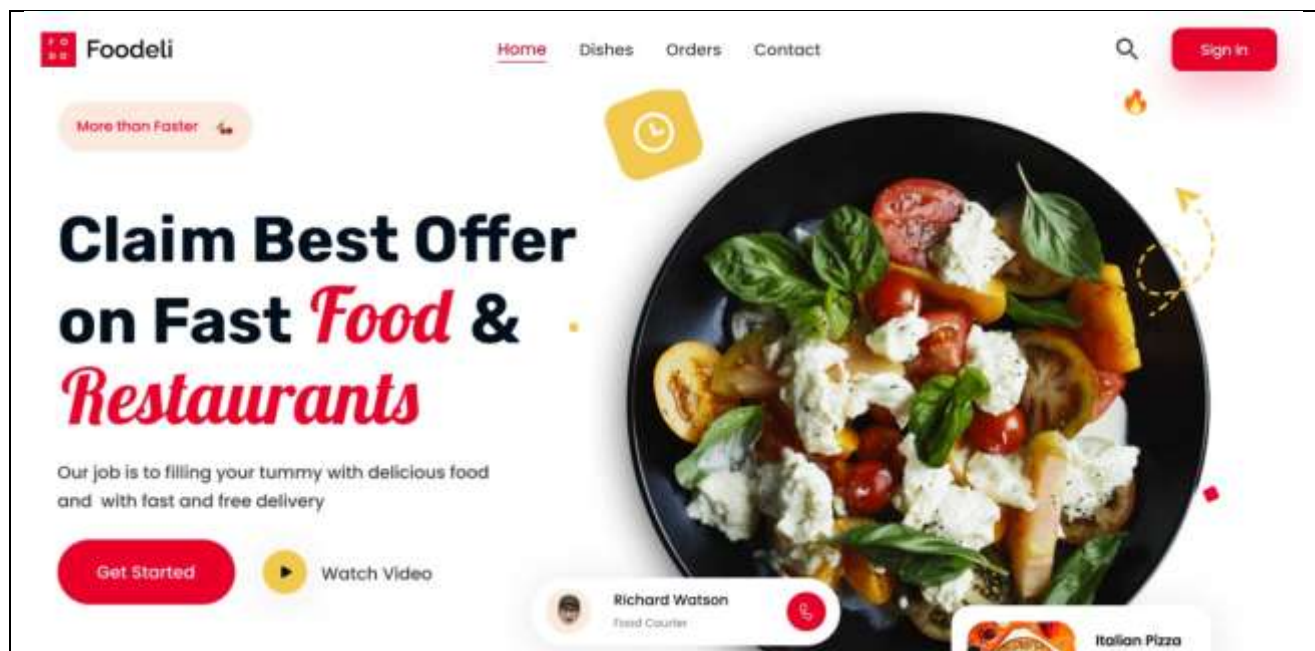 Foodeli
Home Dishes Orders Contact
Sign In
More than Faster
Claim Best Offer
on Fast Food &
Restaurants
Our job is to filling your tummy with delicious food
and with fast and free delivery
Get Started
Watch Video
Richard Watson
Food Courier
Italian Pizza